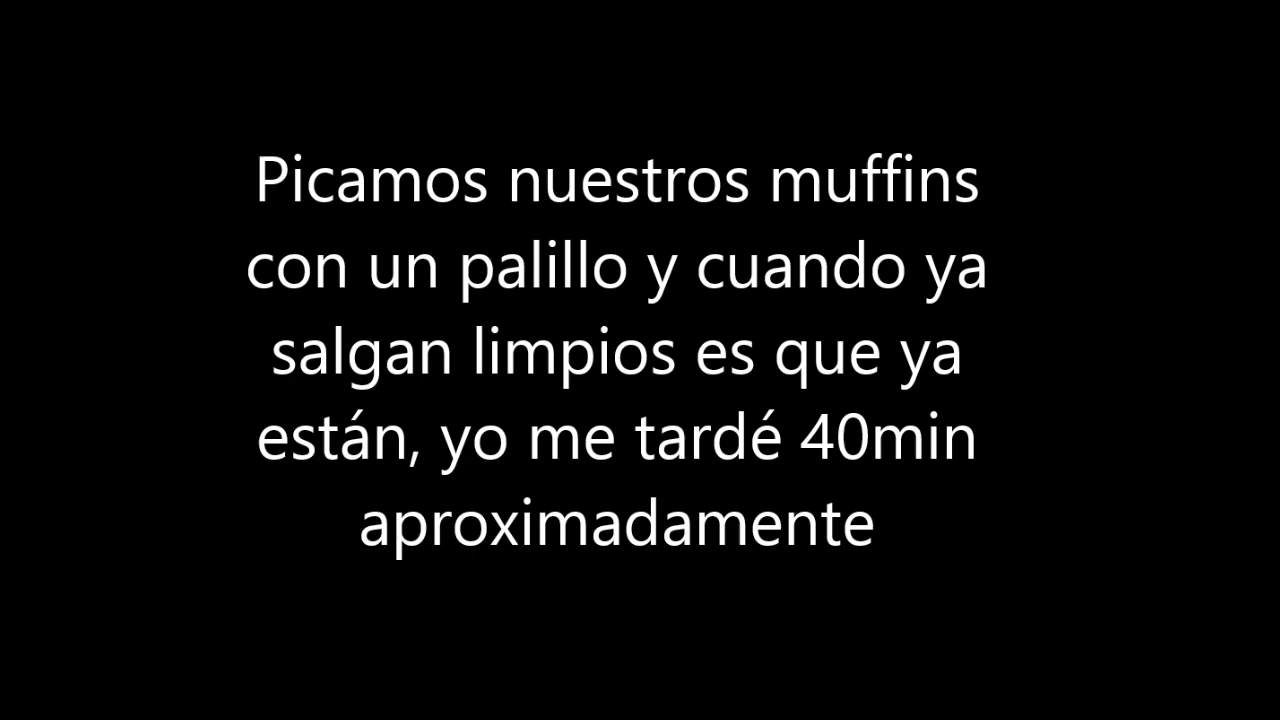 Picamos nuestros muffins
con un palillo y cuando ya
salgan limpios es que ya
están, yo me tardé 40min
aproximadamente